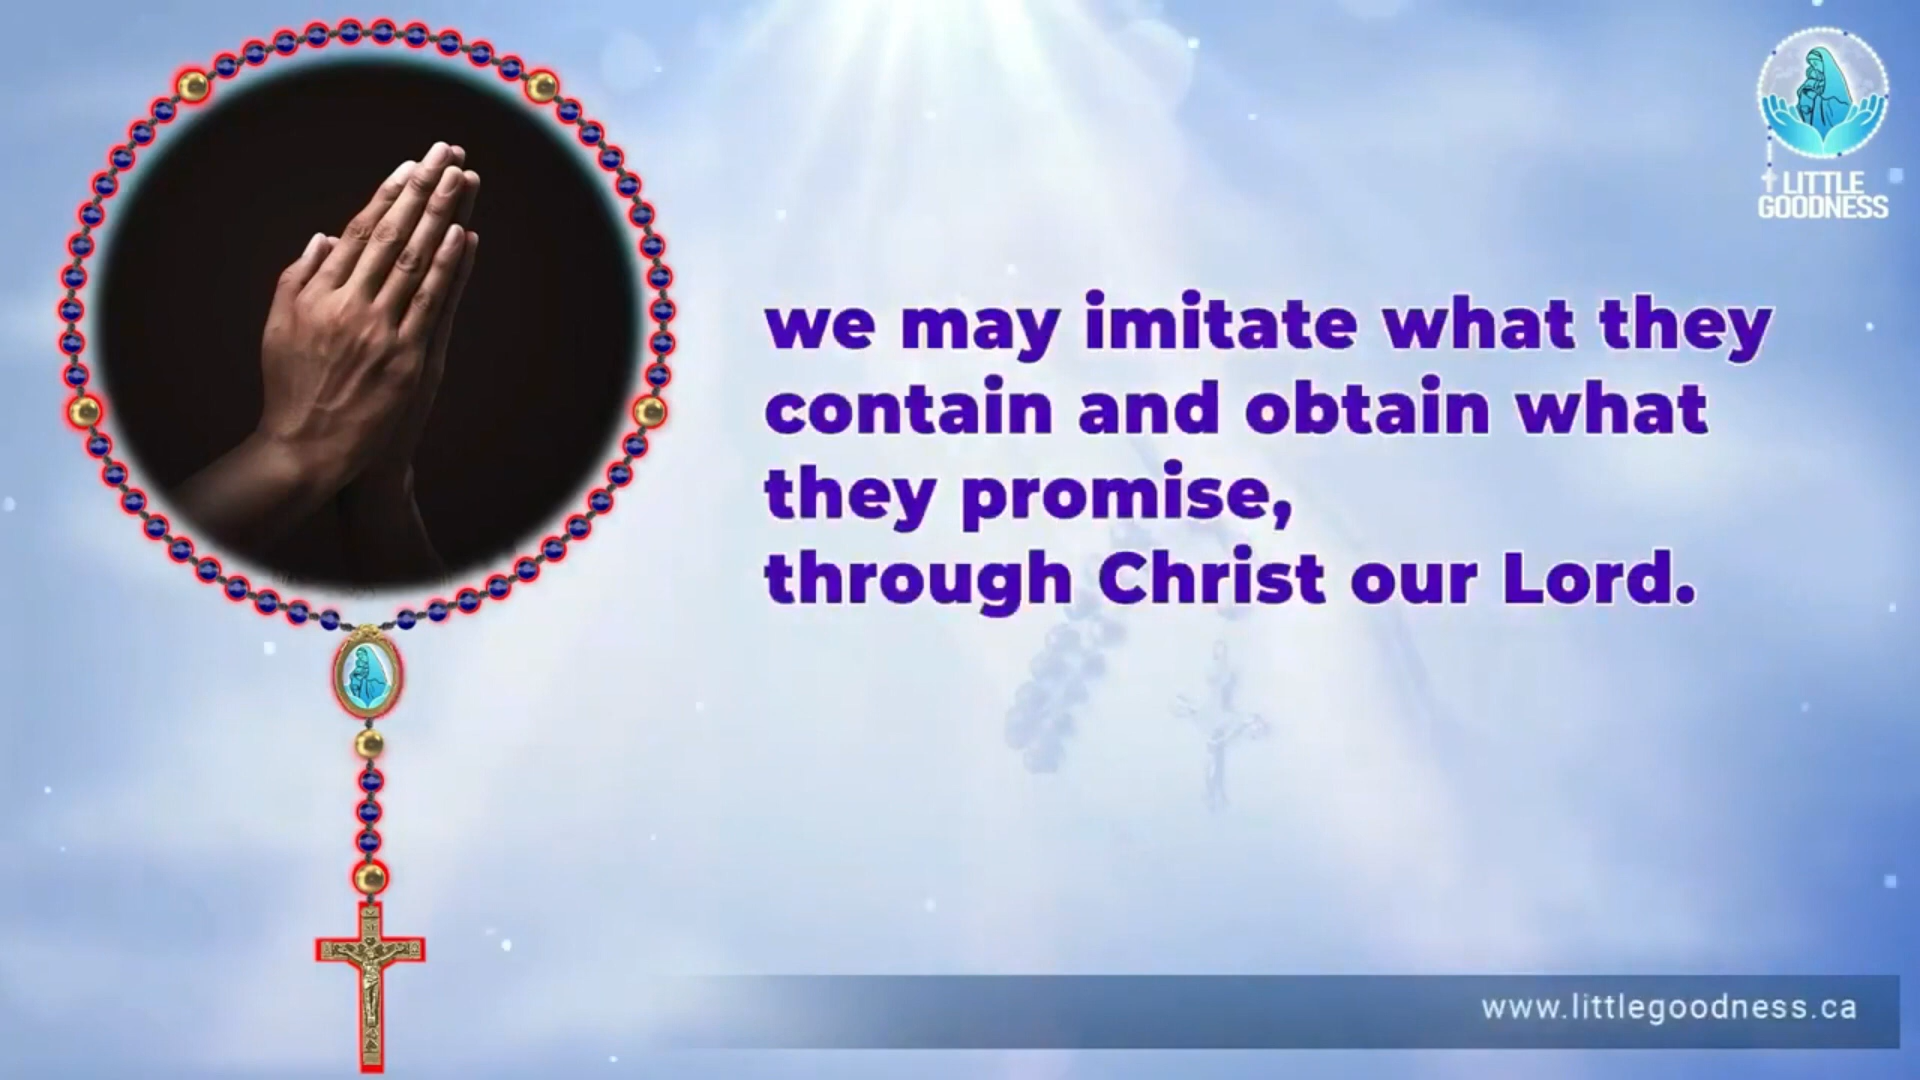 LITTLE
GOODNESS
we may imitate what they
contain and obtain what
they promise,
through Christ our Lord.
www.littlegoodness.ca